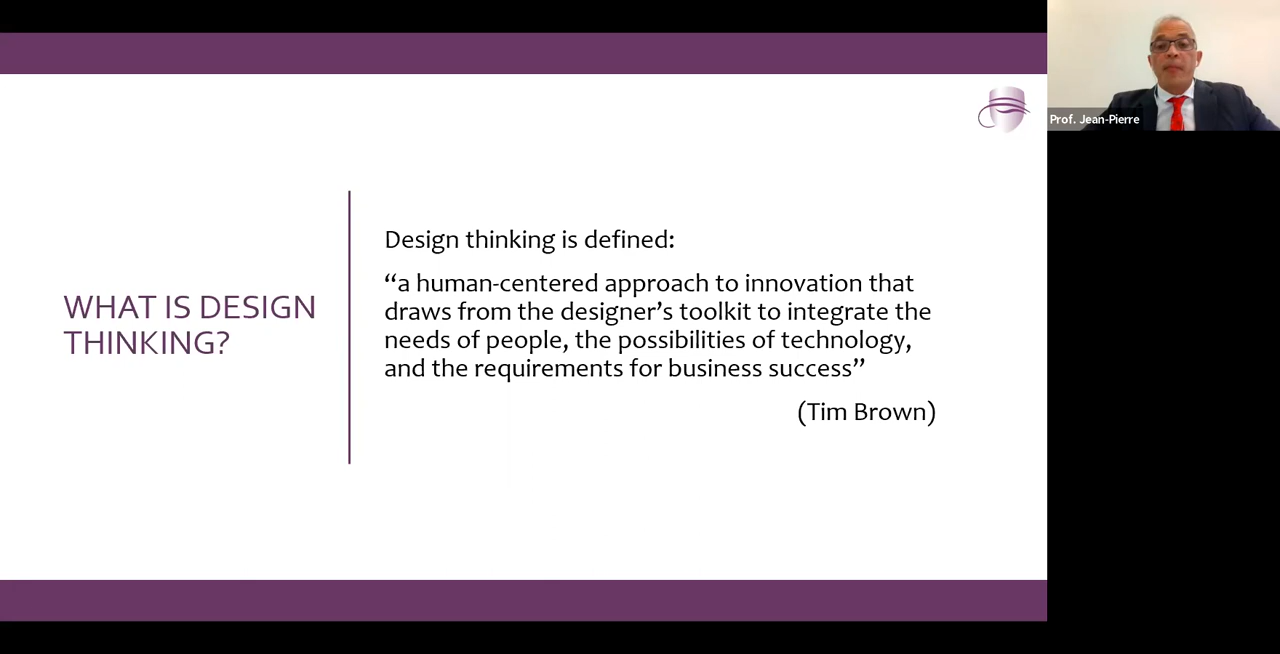 WHAT IS DESIGN
THINKING?
Design thinking is defined:
“a human-centered approach to innovation that
draws from the designer’s toolkit to integrate the
needs of people, the possibilities of technology,
and the requirements for business success”
(Tim Brown)
Prof. Jean-Pierre